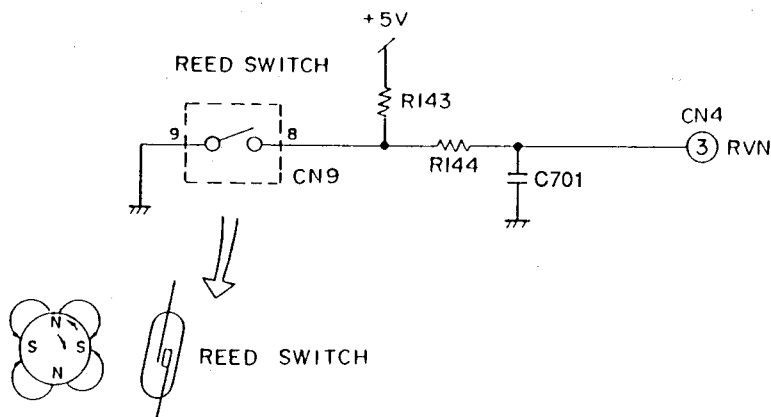 +5V
REED SWITCH
R143
CN4
9
8
3
RVN
R144
CN9
C701
N
S
S
N
REED SWITCH